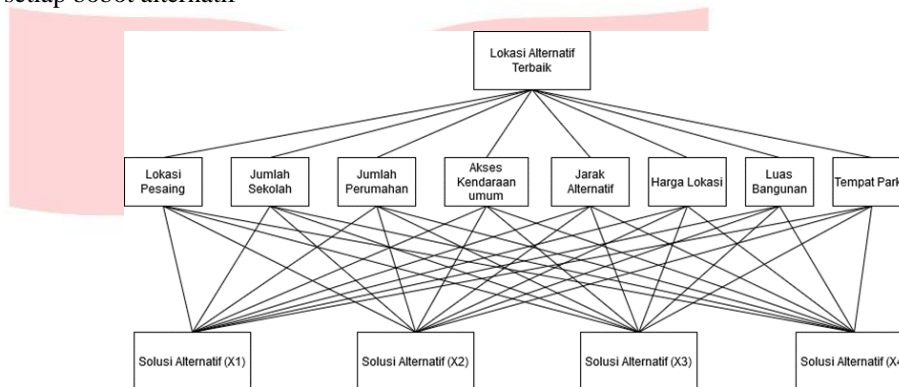 setiap bobot alternatif
Lokasi Alternatif
Terbaik
Lokasi
Pesaing
Jumlah
Sekolah
Jumlah
Perumahan
Akses
Kendaraan
umum
Jarak
Alternatif
Harga Lokasi
Luas
Bangunan
Tempat Park
Solusi Alternatif (X1)
Solusi Alternatif (X2)
Solusi Alternatif (X3)
Solusi Alternatif (X4